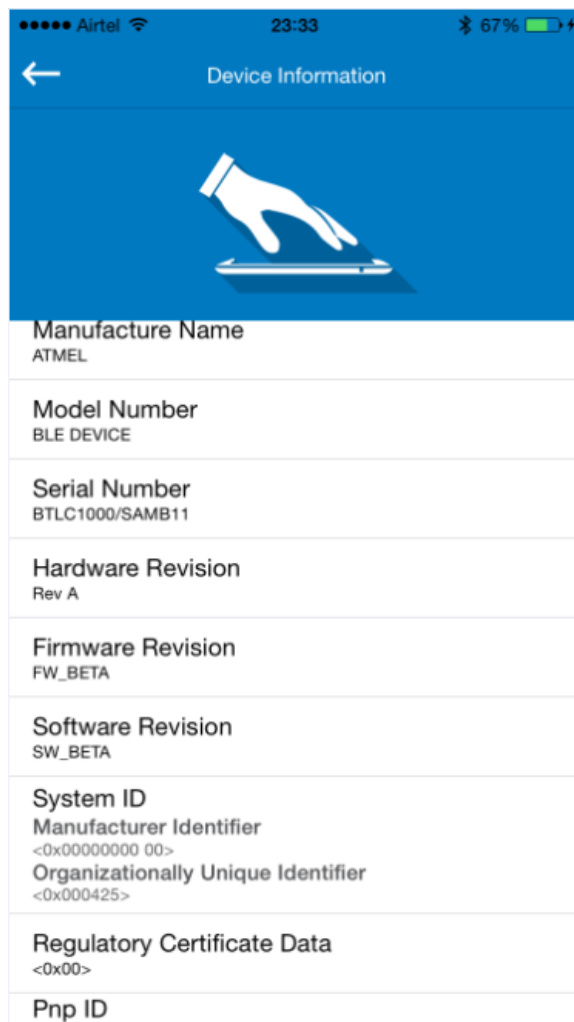 Airtel 23:33 67%
Device Information
Manufacture Name
ATMEL
Model Number
BLE DEVICE
Serial Number
BTLC1000/SAMB11
Hardware Revision
Rev A
Firmware Revision
FW_BETA
Software Revision
SW_BETA
System ID
Manufacturer Identifier
<0x00000000 00>
Organizationally Unique Identifier
<0x000425>
Regulatory Certificate Data
<0x00>
Pnp ID